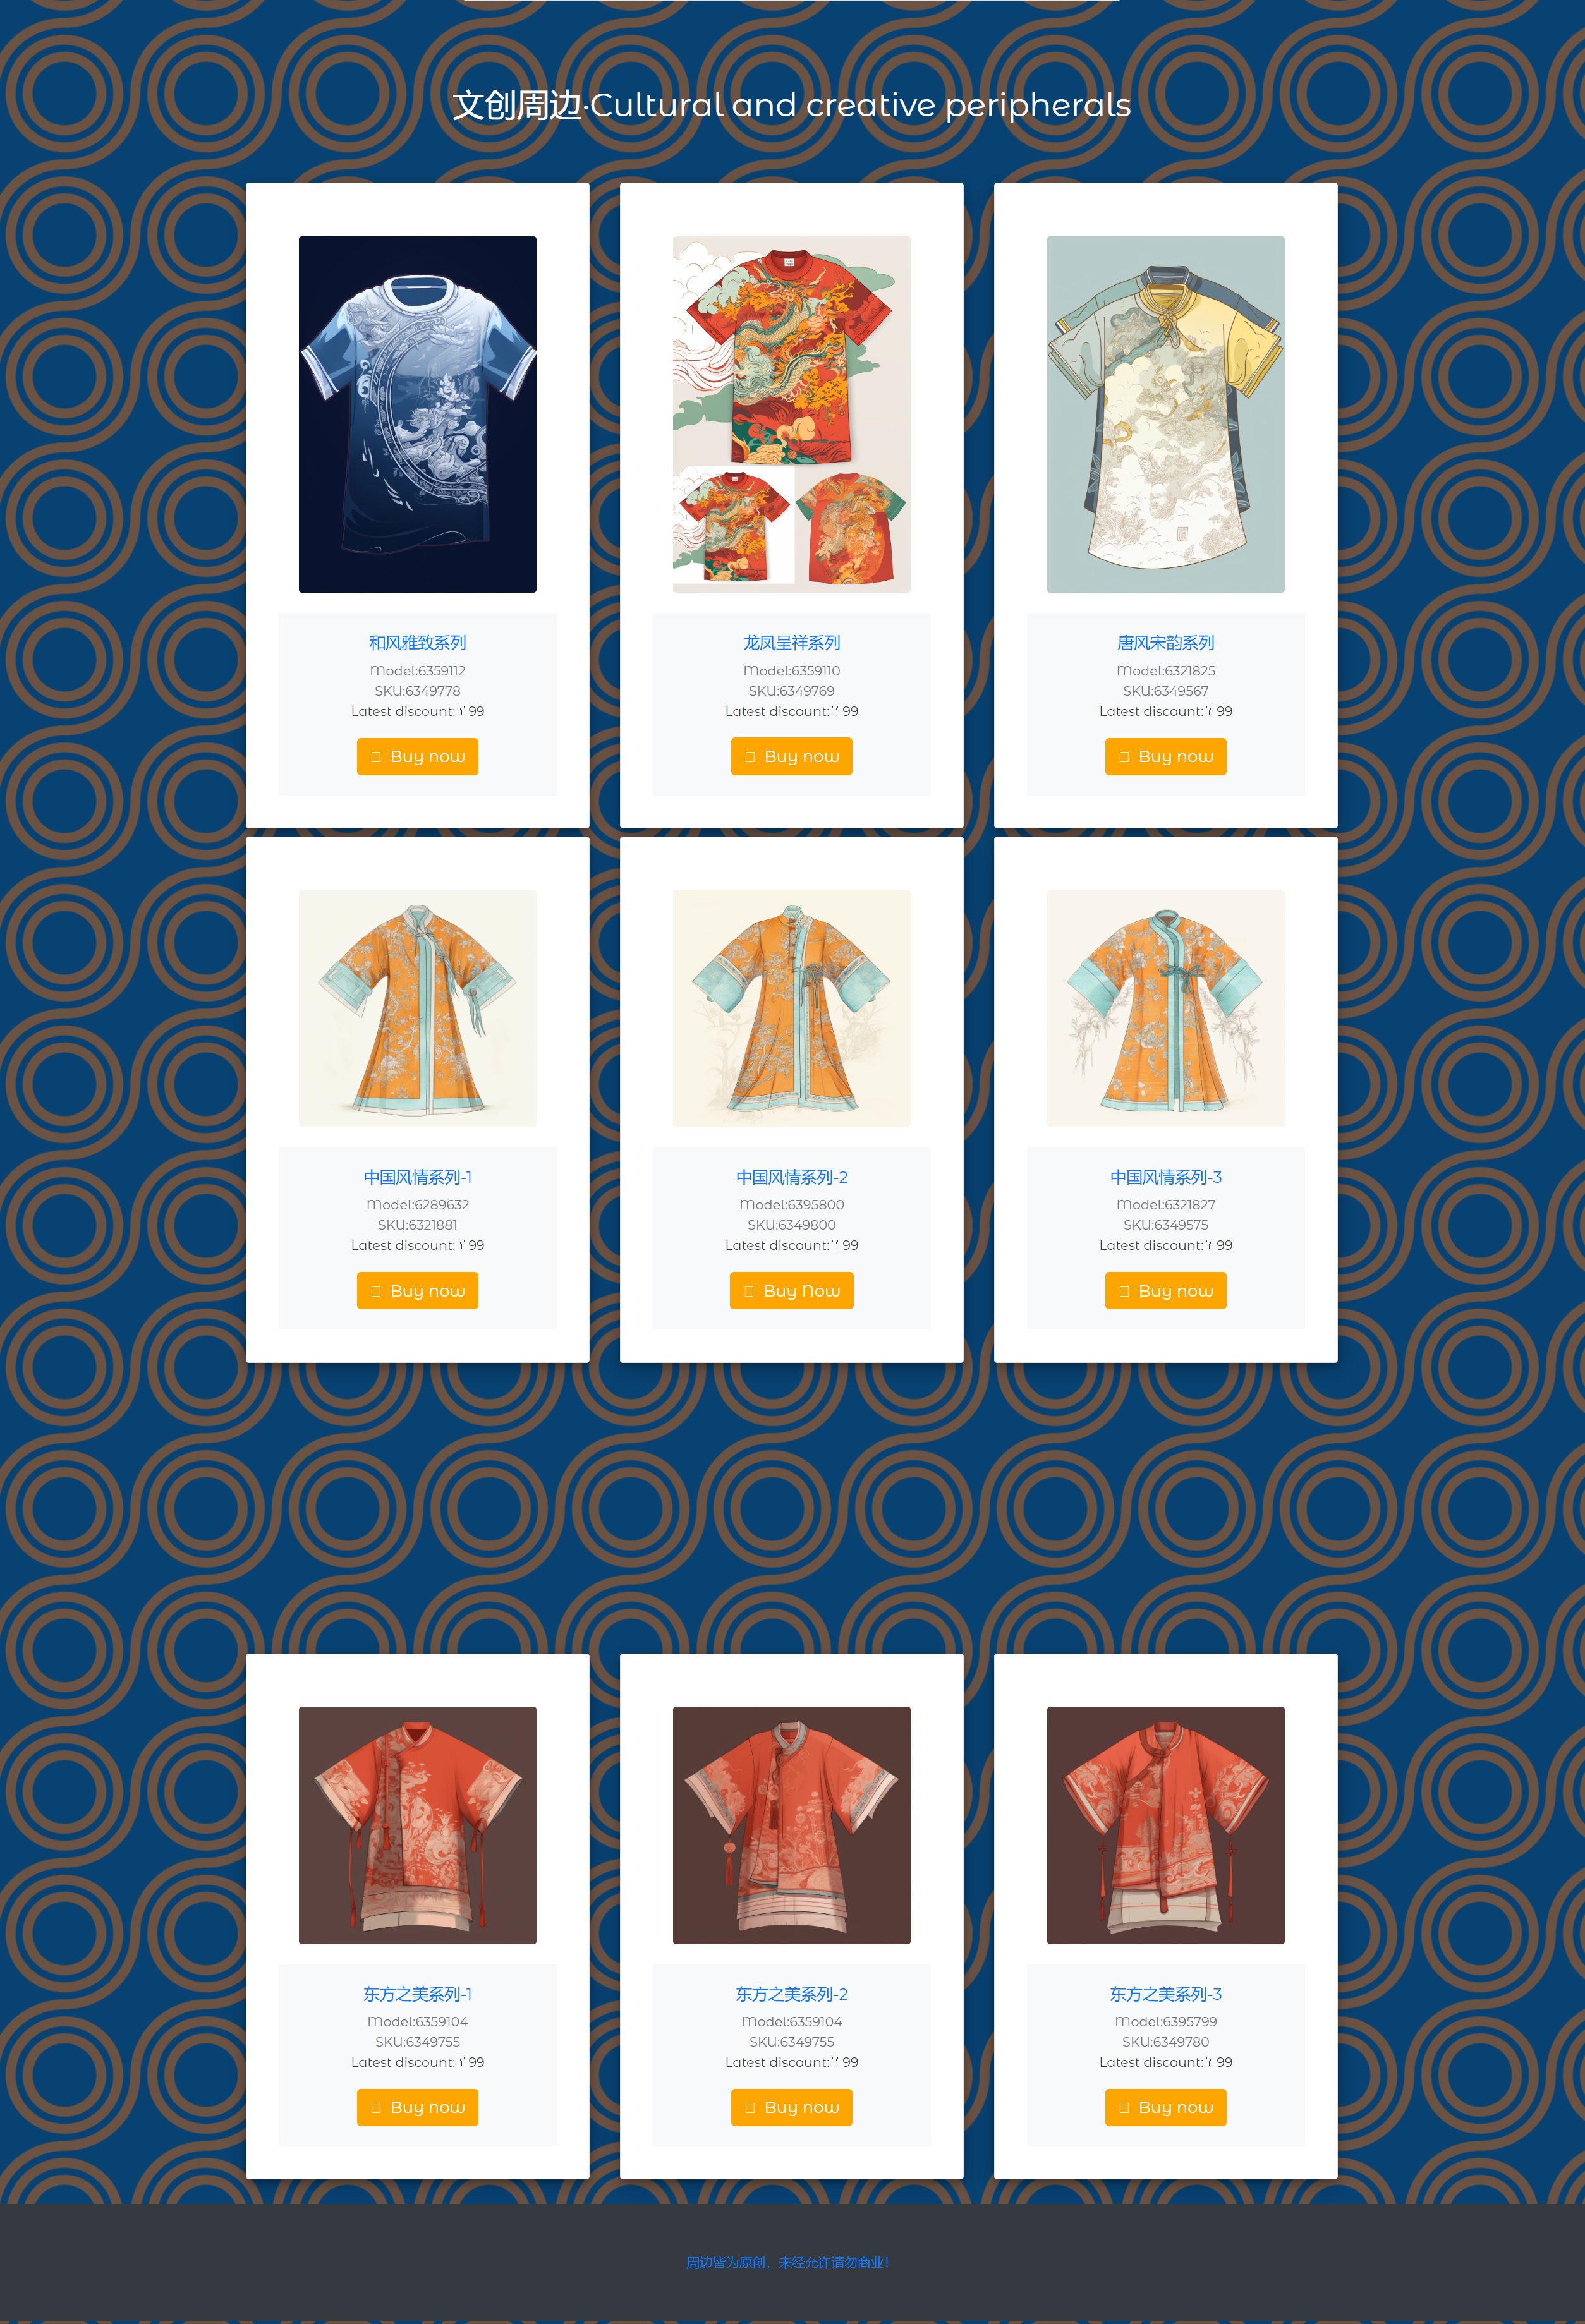 文创周边·Cultural and creative peripherals
和风雅致系列
Model:6359112
SKU:6349778
Latest discount:¥ 99
Buy now
龙凤呈祥系列
Model:6359110
SKU:6349769
Latest discount:¥ 99
Buy now
唐风宋韵系列
Model:6321825
SKU:6349567
Latest discount:¥ 99
Buy now
中国风情系列-1
Model:6289632
SKU:6321881
Latest discount:¥ 99
Buy now
中国风情系列-2
Model:6395800
SKU:6349800
Latest discount:¥ 99
Buy Now
中国风情系列-3
Model:6321827
SKU:6349575
Latest discount:¥ 99
Buy now
东方之美系列-1
Model:6359104
SKU:6349755
Latest discount:¥ 99
Buy now
东方之美系列-2
Model:6359104
SKU:6349755
Latest discount:¥ 99
Buy now
东方之美系列-3
Model:6395799
SKU:6349780
Latest discount:¥ 99
Buy now
周边皆为原创，未经允许请勿商业！